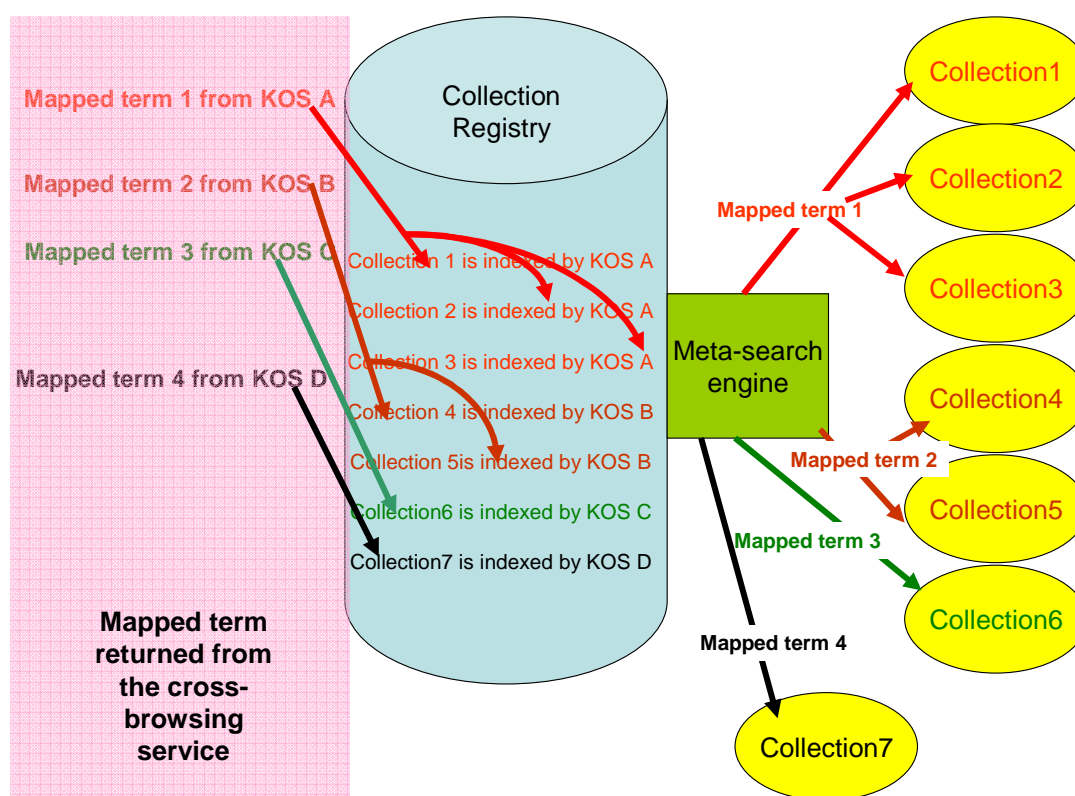 Mapped term 1 from KOS A
Mapped term 2 from KOS B
Mapped term 3 from KOS C
Mapped term 4 from KOS D
Mapped term
returned from
the cross-
browsing
service
Collection
Registry
Collection 1 is indexed by KOS A
Collection 2 is indexed by KOS A
Collection 3 is indexed by KOS A
Collection 4 is indexed by KOS B
Collection 5is indexed by KOS B
Collection6 is indexed by KOS C
Collection7 is indexed by KOS D
Meta-search
engine
Mapped term 1
Mapped term 2
Mapped term 3
Mapped term 4
Collection1
Collection2
Collection3
Collection4
Collection5
Collection6
Collection7